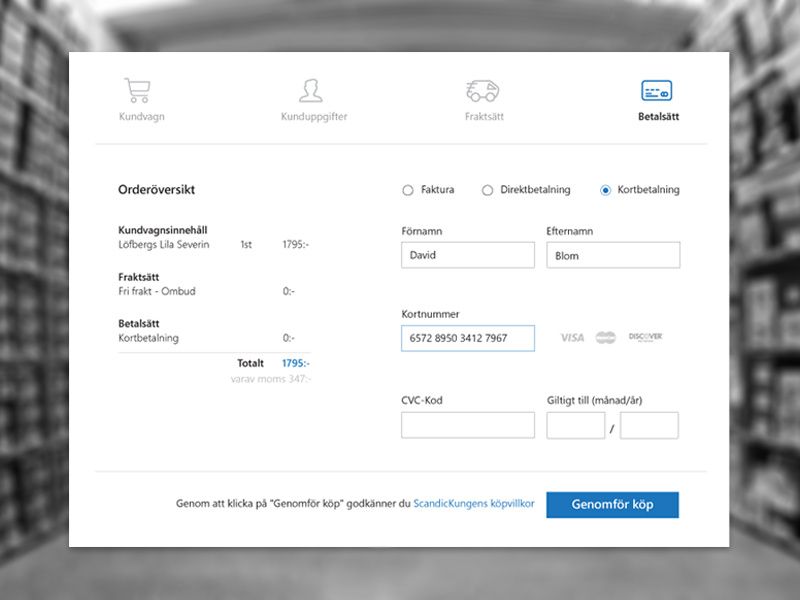 Kundvagn
Kunduppgifter
Fraktsätt
Betalsätt
Orderöversikt
Kundvagnsinnehåll
Löfbergs Lila Severin 1st 1795:-
Fraktsätt
Fri frakt - Ombud 0:-
Betalsätt
Kortbetalning 0:-
Totalt 1795:-
varav moms 347:-
Faktura Direktbetalning Kortbetalning
Förnamn Efternamn
David Blom
Kortnummer
6572 8950 3412 7967 VISA DISCOVER
CVC-Kod Giltigt till (månad/år)
/
Genom att klicka på "Genomför köp" godkänner du ScandicKungens köpvillkor Genomför köp